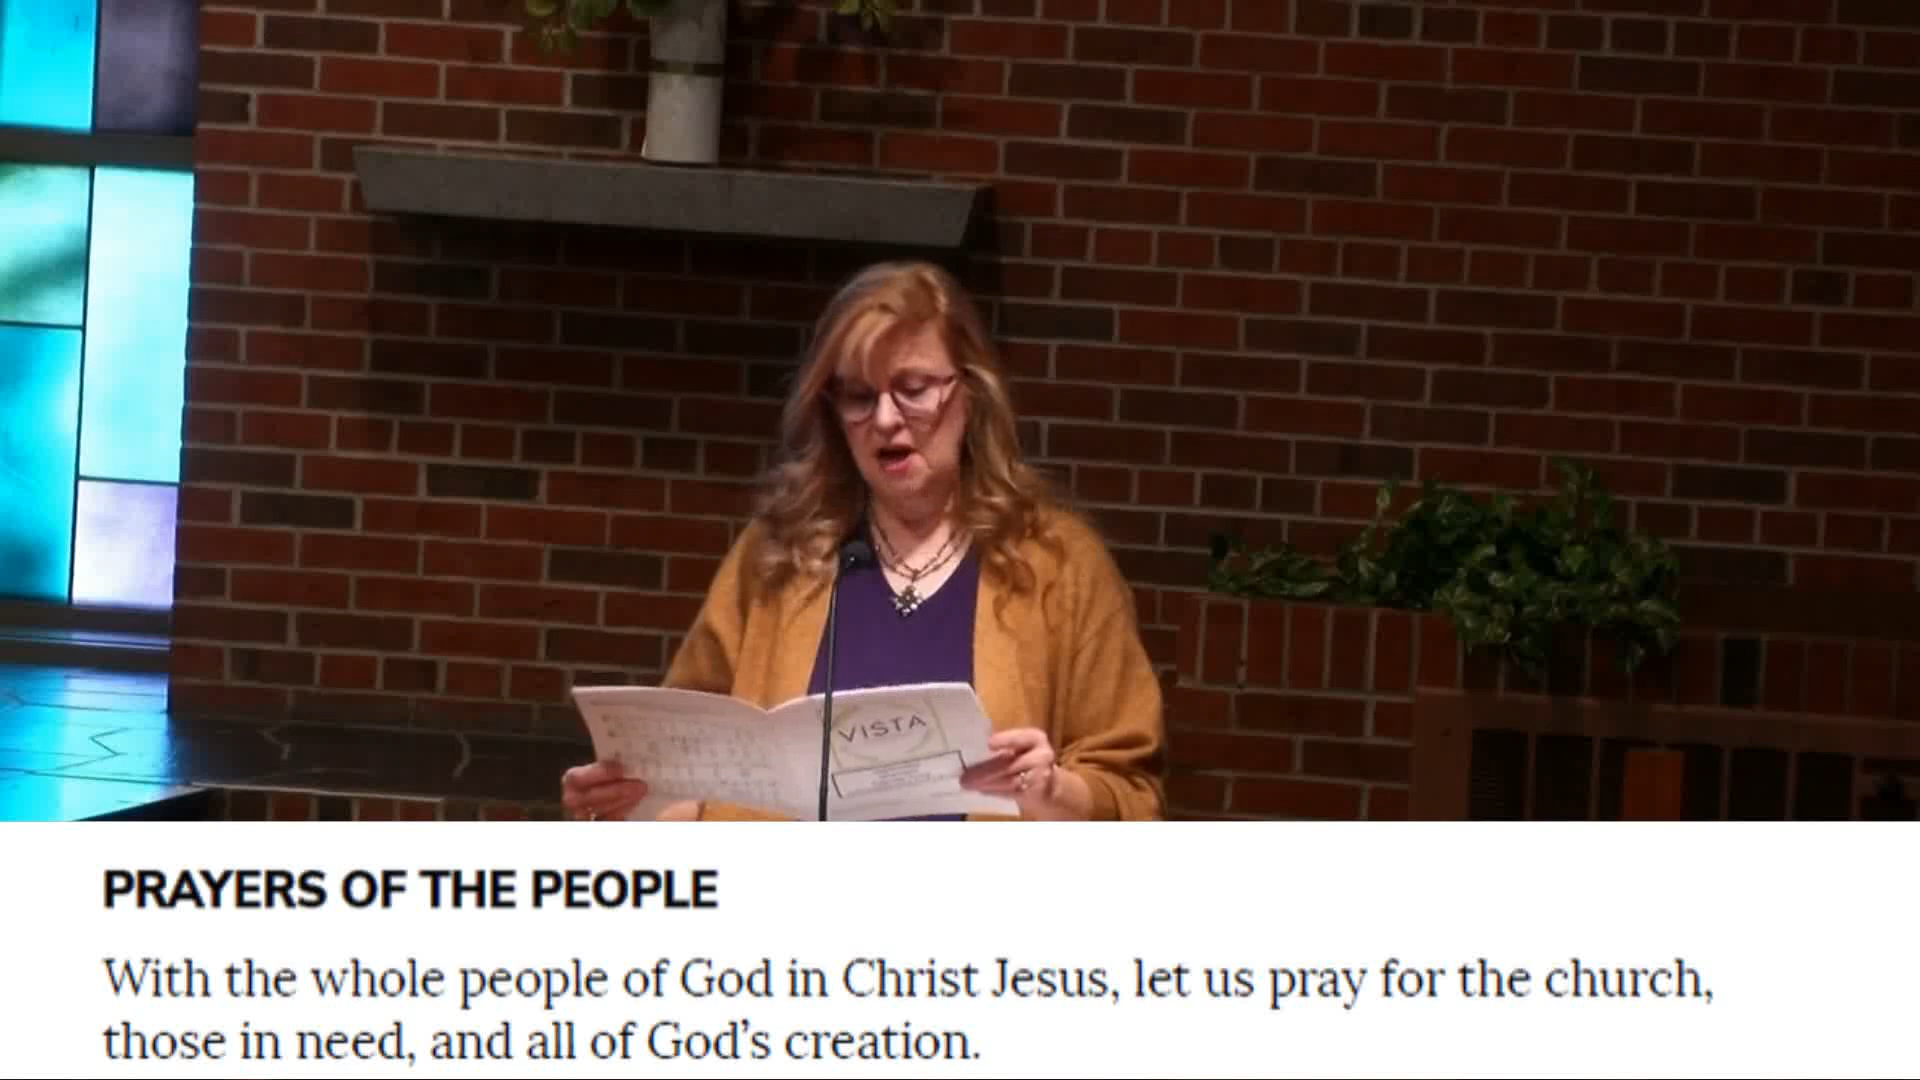 VISTA
PRAYERS OF THE PEOPLE
With the whole people of God in Christ Jesus, let us pray for the church,
those in need, and all of God's creation.